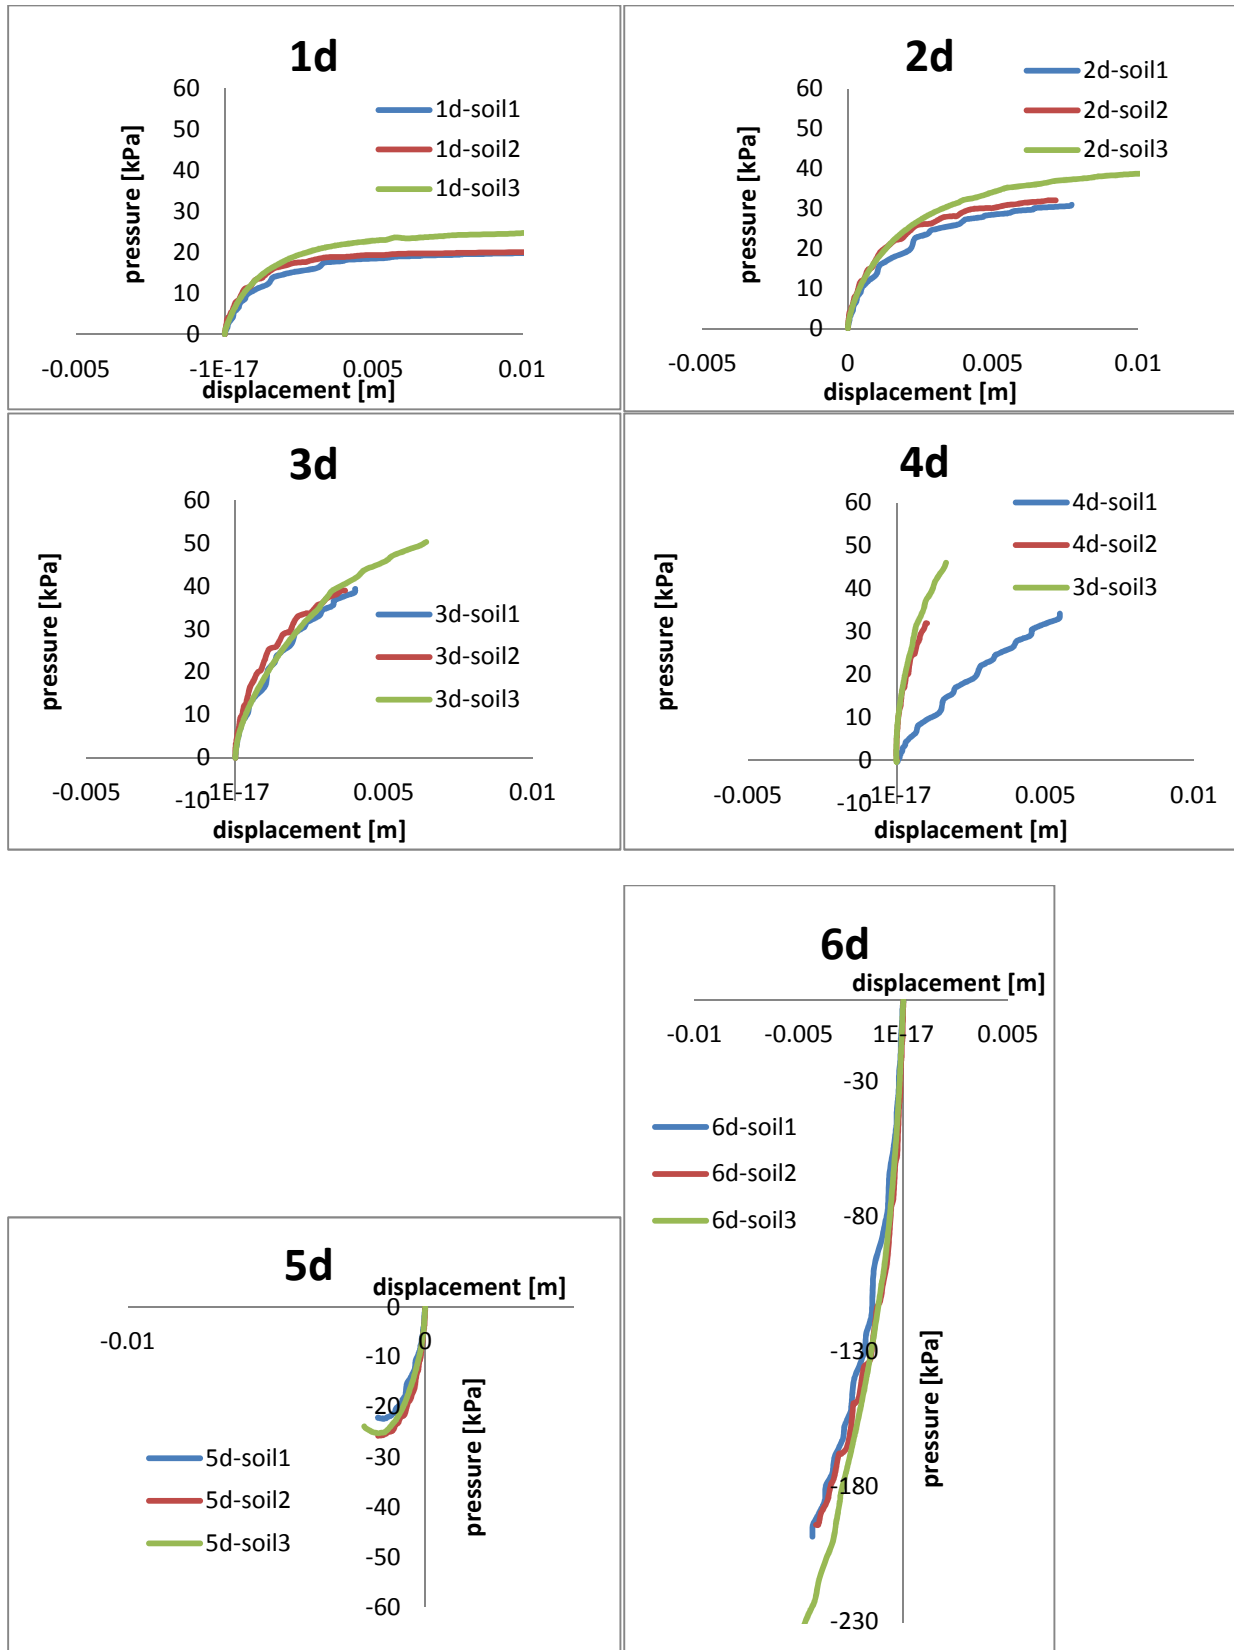 1d
60
50
40
30
20
10
0
pressure [kPa]
1d-soil1
1d-soil2
1d-soil3
-0.005
-1E-17
0.005
0.01
displacement [m]
2d
60
50
40
30
20
10
0
pressure [kPa]
2d-soil1
2d-soil2
2d-soil3
-0.005
0
0.005
0.01
displacement [m]
3d
60
50
40
30
20
10
0
-10
pressure [kPa]
3d-soil1
3d-soil2
3d-soil3
-0.005
-1E-17
0.005
0.01
displacement [m]
4d
60
50
40
30
20
10
0
-10
pressure [kPa]
4d-soil1
4d-soil2
3d-soil3
-0.005
-1E-17
0.005
0.01
displacement [m]
5d
displacement [m]
0
-0.01
0
-10
-20
-30
-40
-50
-60
pressure [kPa]
5d-soil1
5d-soil2
5d-soil3
6d
displacement [m]
-0.01
-0.005
1E-17
0.005
-30
-80
-130
-180
-230
6d-soil1
6d-soil2
6d-soil3
pressure [kPa]